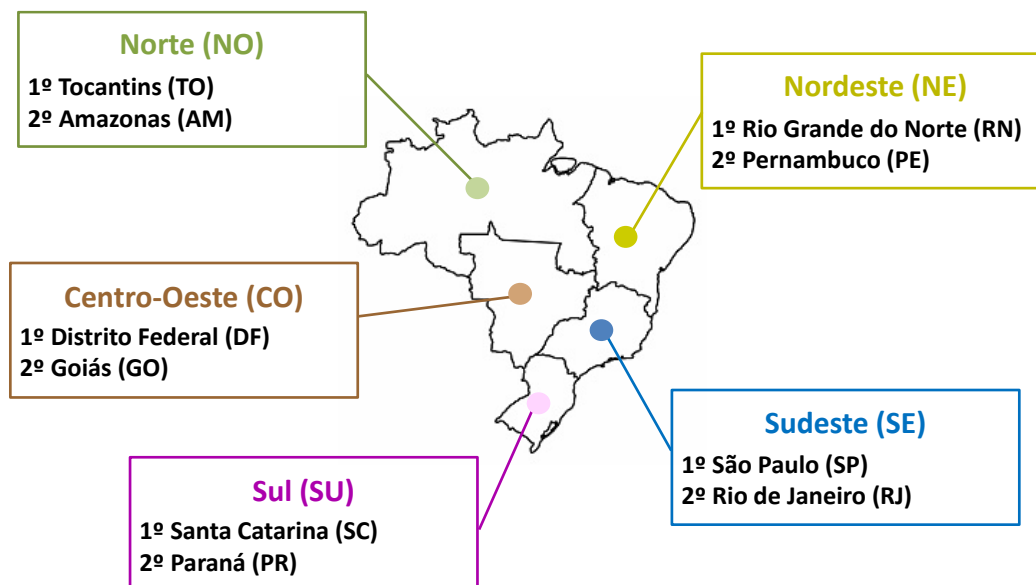 Norte (NO)
1º Tocantins (TO)
2º Amazonas (AM)
Nordeste (NE)
1º Rio Grande do Norte (RN)
2º Pernambuco (PE)
Centro-Oeste (CO)
1º Distrito Federal (DF)
2º Goiás (GO)
Sudeste (SE)
1º São Paulo (SP)
2º Rio de Janeiro (RJ)
Sul (SU)
1º Santa Catarina (SC)
2º Paraná (PR)